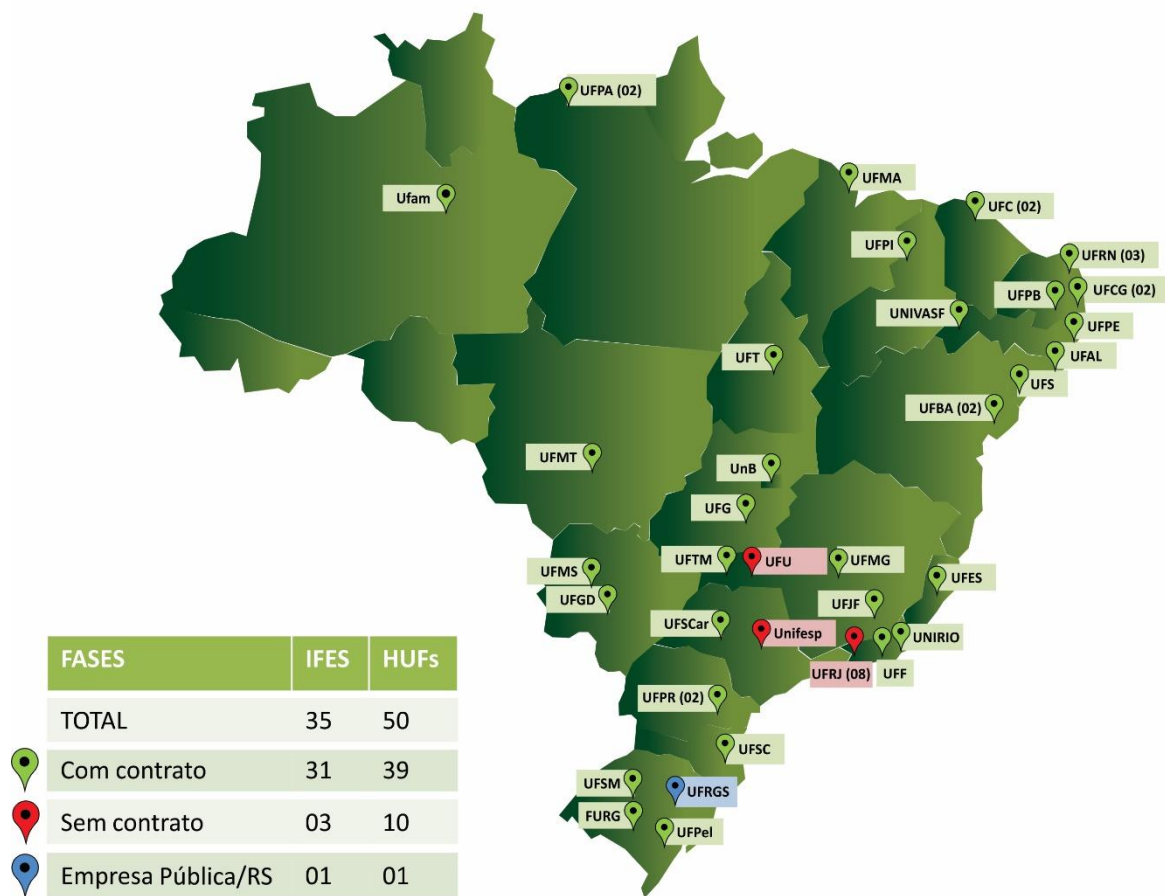 UFPA (02)
UFMA
Ufam
UFC (02)
UFPI
UFRN (03)
UFPB
UFCG (02)
UNIVASF
UFPE
UFT
UFAL
UFS
UFBA (02)
UFMT
UnB
UFG
UFTM
UFU
UFMG
UFMS
UFES
UFGD
UFJF
UFSCar
Unifesp
UNIRIO
UFRJ (08)
UFF
UFPR (02)
UFSC
UFSM
UFRGS
FURG
UFPel
FASES IFES HUFs
TOTAL 35 50
Com contrato 31 39
Sem contrato 03 10
Empresa Pública/RS 01 01